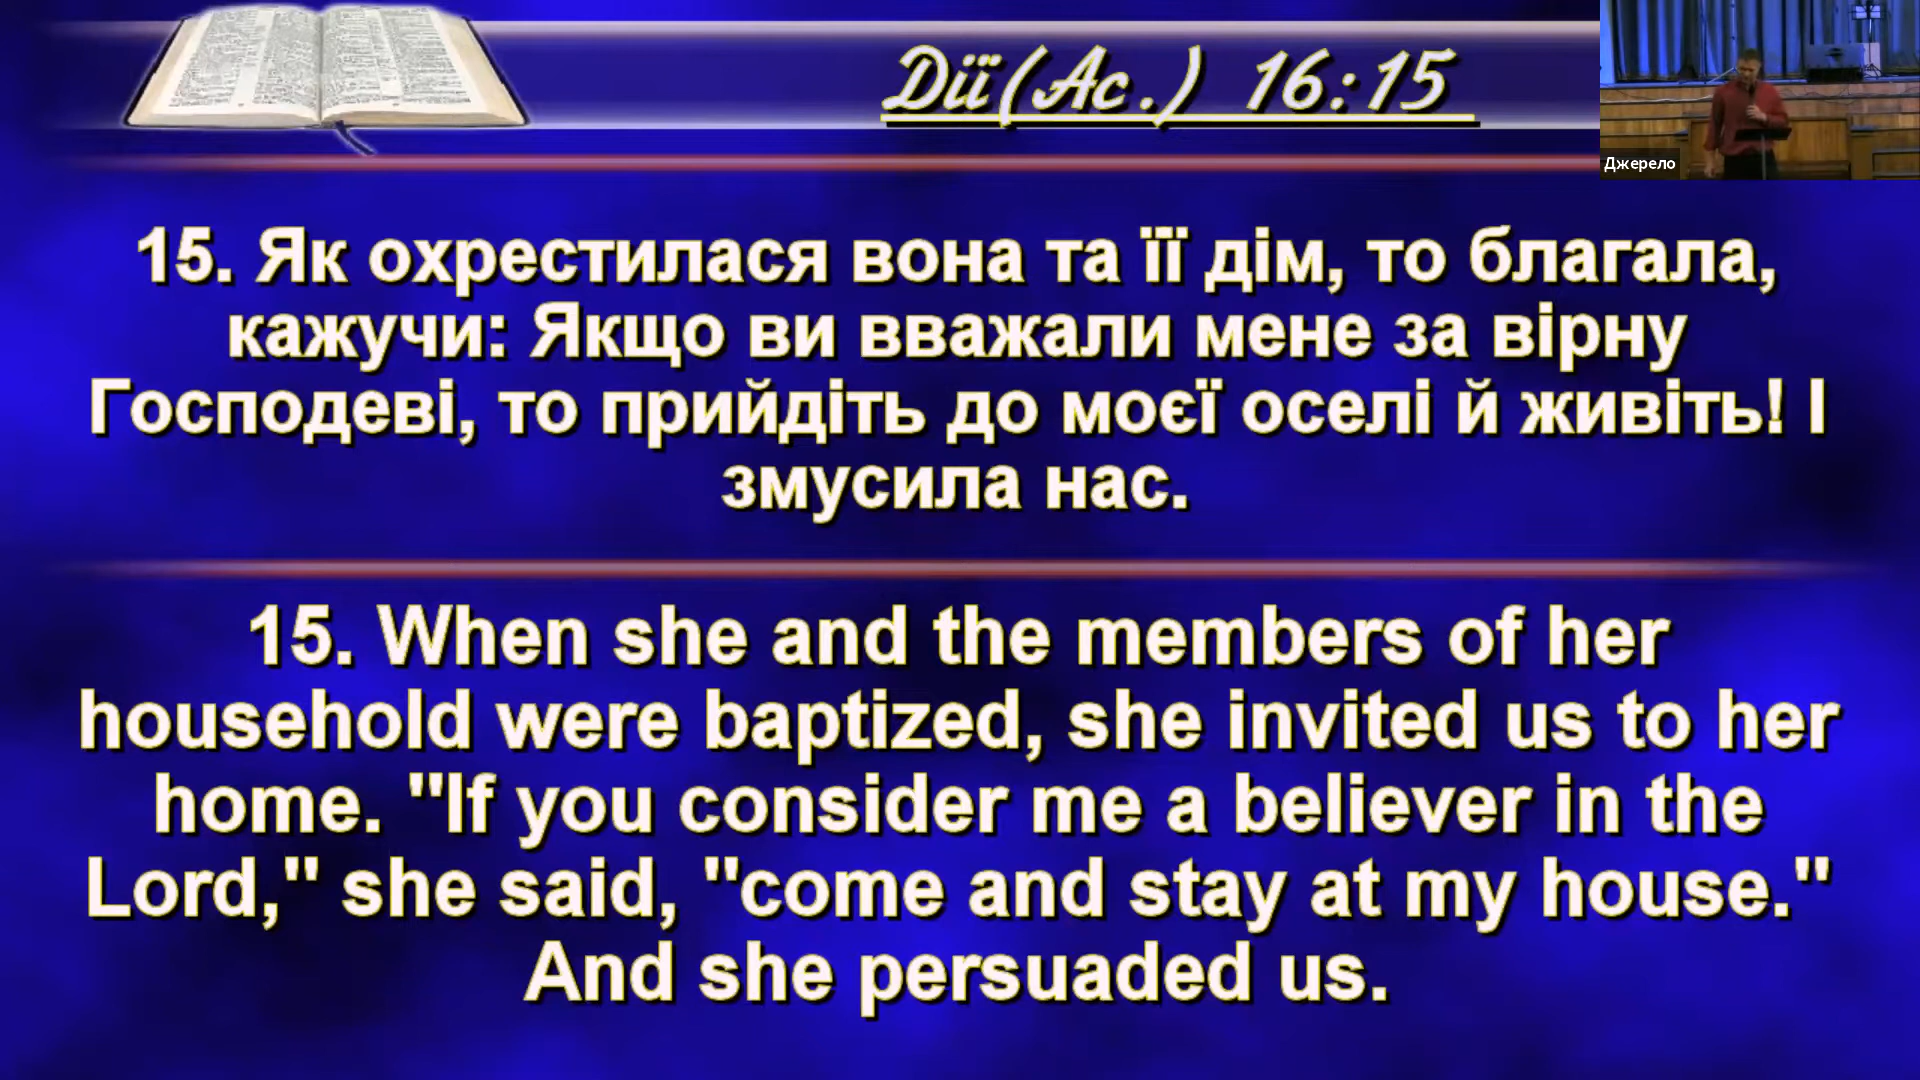 Дії(Ac.) 16:15
Джерело
15. Як охрестилася вона та її дім, то благала,
кажучи: Якщо ви вважали мене за вірну
Господеві, то прийдіть до моєї оселі й живіть! І
змусила нас.
15. When she and the members of her
household were baptized, she invited us to her
home. "If you consider me a believer in the
Lord," she said, "come and stay at my house."
And she persuaded us.